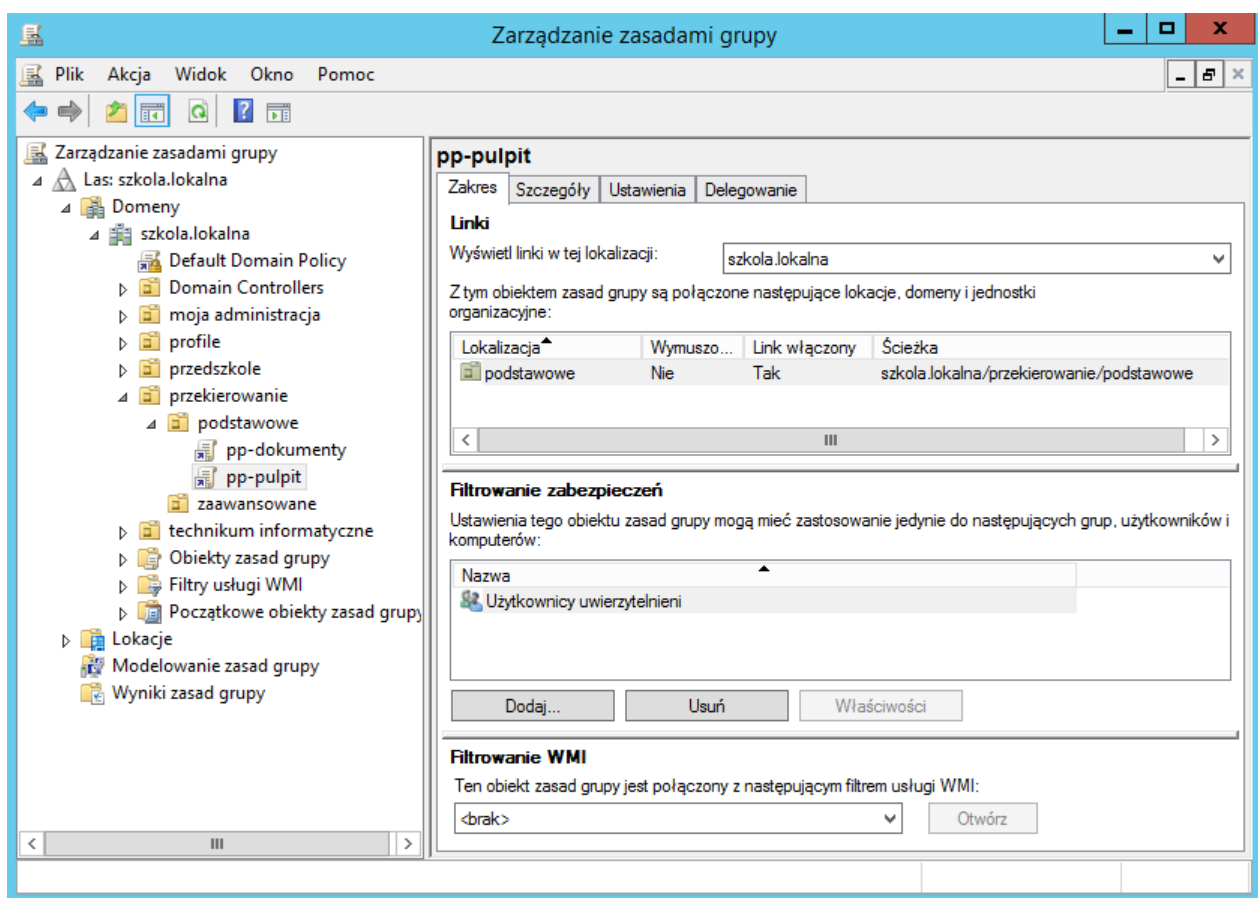 Zarządzanie zasadami grupy
Plik Akcja Widok Okno Pomoc
Zarządzanie zasadami grupy
Las: szkola.lokalna
Domeny
szkola.lokalna
Default Domain Policy
Domain Controllers
moja administracja
profile
przedszkole
przekierowanie
podstawowe
pp-dokumenty
pp-pulpit
zaawansowane
technikum informatyczne
Obiekty zasad grupy
Filtry usługi WMI
Początkowe obiekty zasad grupy
Lokacje
Modelowanie zasad grupy
Wyniki zasad grupy
pp-pulpit
Zakres Szczegóły Ustawienia Delegowanie
Linki
Wyświetl linki w tej lokalizacji: szkola.lokalna
Z tym obiektem zasad grupy są połączone następujące lokacje, domeny i jednostki
organizacyjne:
Lokalizacja Wymuszo... Link włączony Ścieżka
podstawowe Nie Tak szkola.lokalna/przekierowanie/podstawowe
Filtrowanie zabezpieczeń
Ustawienia tego obiektu zasad grupy mogą mieć zastosowanie jedynie do następujących grup, użytkowników i
komputerów:
Nazwa
Użytkownicy uwierzytelnieni
Dodaj... Usuń Właściwości
Filtrowanie WMI
Ten obiekt zasad grupy jest połączony z następującym filtrem usługi WMI:
<brak> Otwórz